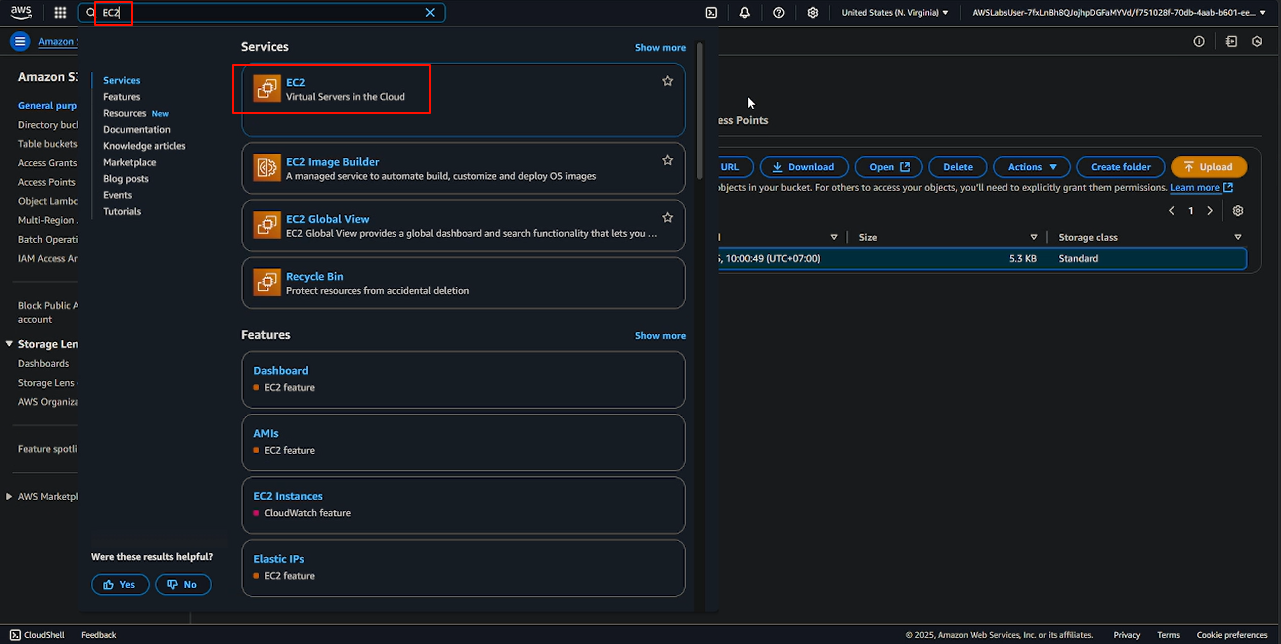 aws
EC2
United States (N. Virginia)
AWSLabsUser-7fxLnBh8QJojhpDGFaMYVd/f751028f-70db-4aab-b601-ee...
Amazon
Amazon S3
General purp
Directory buck
Table buckets
Access Grants
Access Points
Object Lambd
Multi-Region
Batch Operati
IAM Access An
Block Public A
account
Storage Len
Dashboards
Storage Lens
AWS Organiza
Feature spotli
AWS Marketpl
Services
Features
Resources New
Documentation
Knowledge articles
Marketplace
Blog posts
Events
Tutorials
Were these results helpful?
Yes
No
Services
Show more
EC2
Virtual Servers in the Cloud
EC2 Image Builder
A managed service to automate build, customize and deploy OS images
EC2 Global View
EC2 Global View provides a global dashboard and search functionality that lets you ...
Recycle Bin
Protect resources from accidental deletion
Features
Show more
Dashboard
EC2 feature
AMIs
EC2 feature
EC2 Instances
CloudWatch feature
Elastic IPs
EC2 feature
ess Points
URL
Download
Open
Delete
Actions
Create folder
Upload
objects in your bucket. For others to access your objects, you'll need to explicitly grant them permissions. Learn more
1
Size
Storage class
, 10:00:49 (UTC+07:00)
5.3 KB
Standard
CloudShell
Feedback
© 2025, Amazon Web Services, Inc. or its affiliates.
Privacy
Terms
Cookie preferences